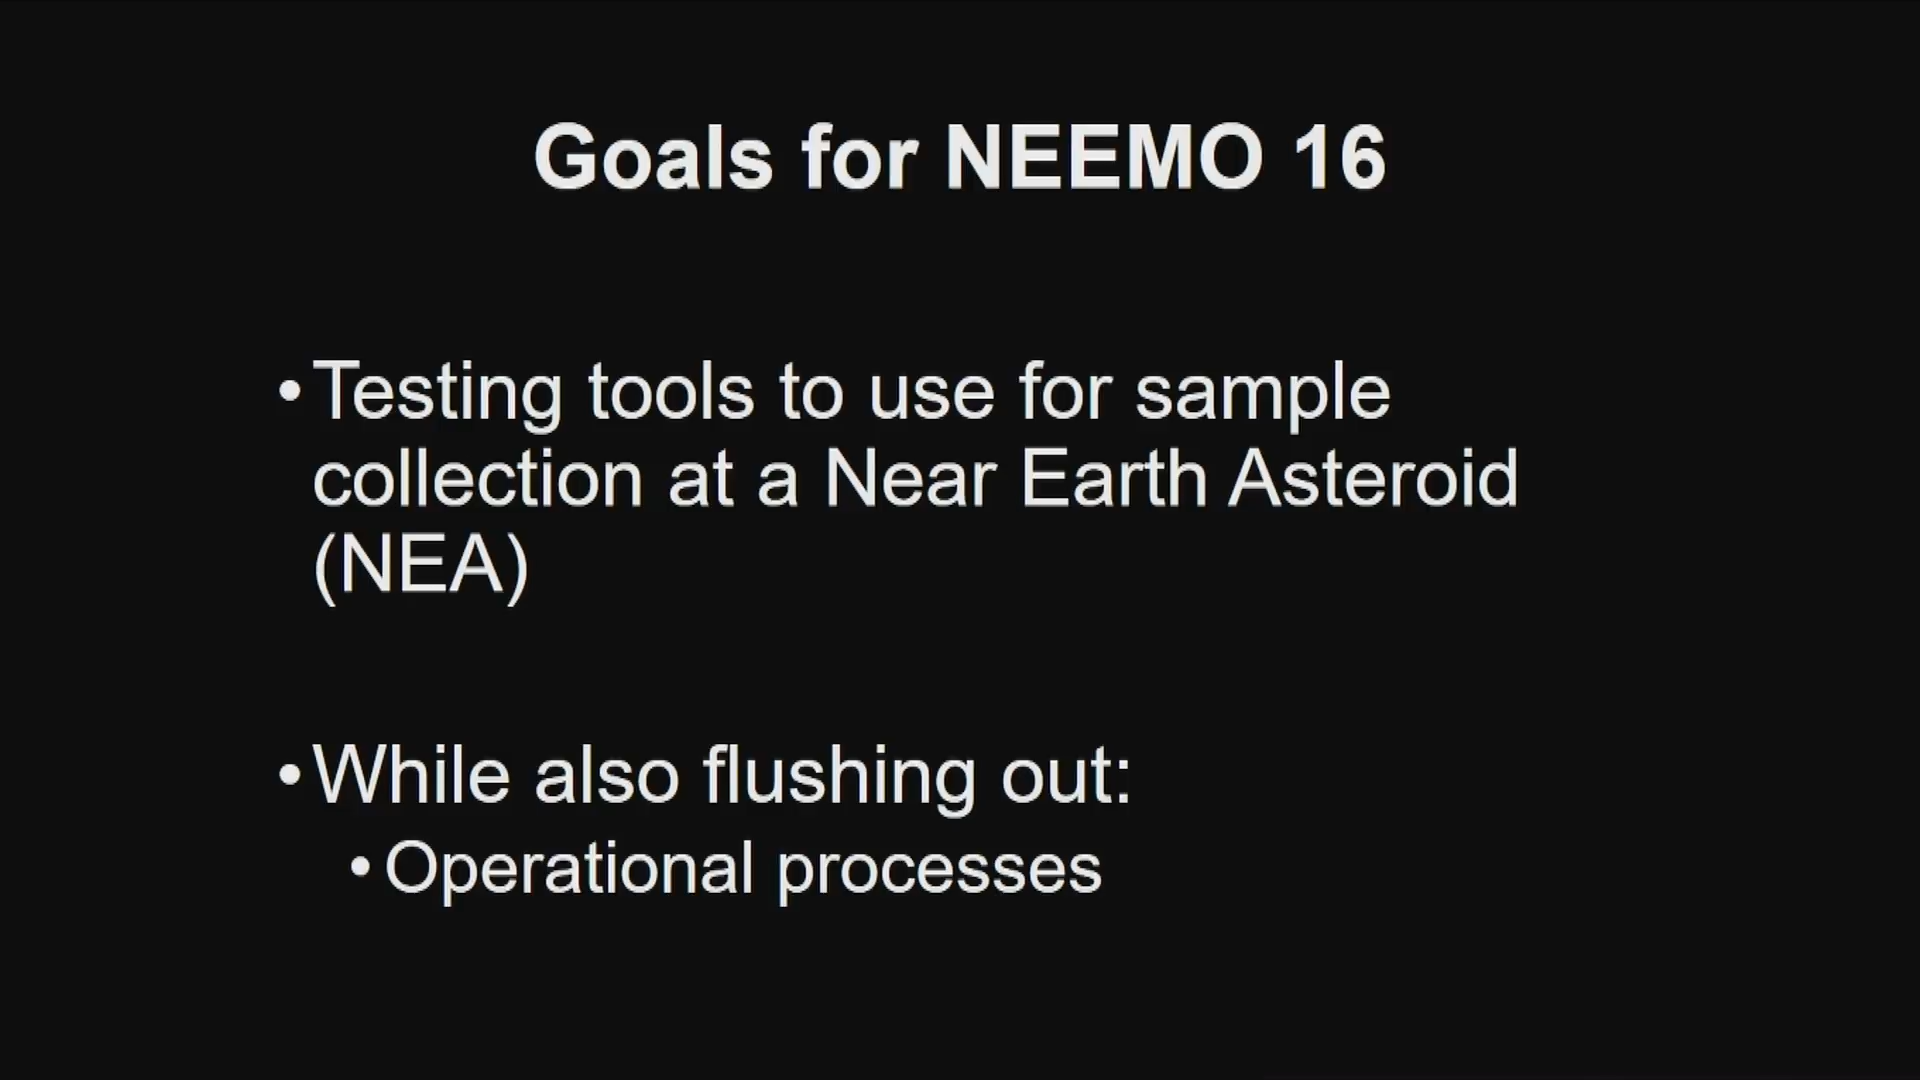 Goals for NEEMO 16
•Testing tools to use for sample
collection at a Near Earth Asteroid
(NEA)
•While also flushing out:
•Operational processes